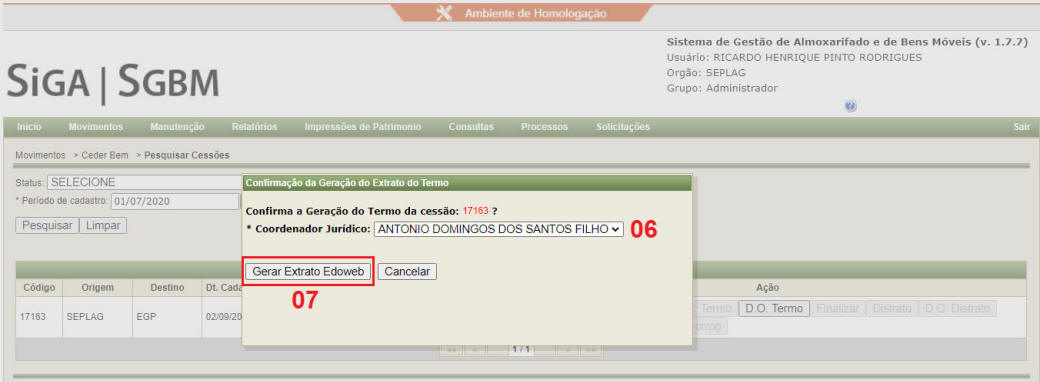 Ambiente de Homologação
Sistema de Gestão de Almoxarifado e de Bens Móveis (v. 1.7.7)
Usuário: RICARDO HENRIQUE PINTO RODRIGUES
Orgão: SEPLAG
Grupo: Administrador
SIGA | SGBM
Início Movimentos Manutenção Relatórios Impressões de Patrimonio Consultas Processos Solicitações Sair
Movimentos > Ceder Bem > Pesquisar Cessões
Status: SELECIONE
* Período de cadastro: 01/07/2020
Pesquisar Limpar
Confirmação da Geração do Extrato do Termo
Confirma a Geração do Termo da cessão: 17163 ?
* Coordenador Jurídico: ANTONIO DOMINGOS DOS SANTOS FILHO 06
Gerar Extrato Edoweb Cancelar
07
Código Origem Destino Dt. Cada Ação
17163 SEPLAG EGP 02/09/20 Termo D.O. Termo Finalizar Distrato D.O. Distrato
orrog
<< < 1 / 1 > >>